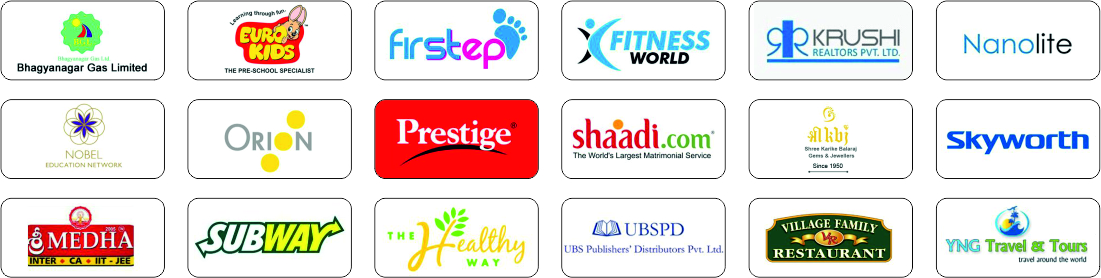 BGL
Bhagyanagar Gas Ltd.
Bhagyanagar Gas Limited
Learning through fun
EURO
KIDS
THE PRE-SCHOOL SPECIALIST
firstep
FITNESS
WORLD
KRUSHI
REALTORS PVT. LTD.
Nanolite
NOBEL
EDUCATION NETWORK
ORION
Prestige®
shaadi.com
The World's Largest Matrimonial Service
Shree Karike Balaraj
Gems & Jewellers
Since 1950
Skyworth
శ్రీ MEDHA
INTER • CA • IIT - JEE
SUBWAY
THE Healthy
WAY
UBSPD
UBS Publishers' Distributors Pvt. Ltd.
VILLAGE FAMILY
VR
RESTAURANT
YNG Travel & Tours
travel around the world